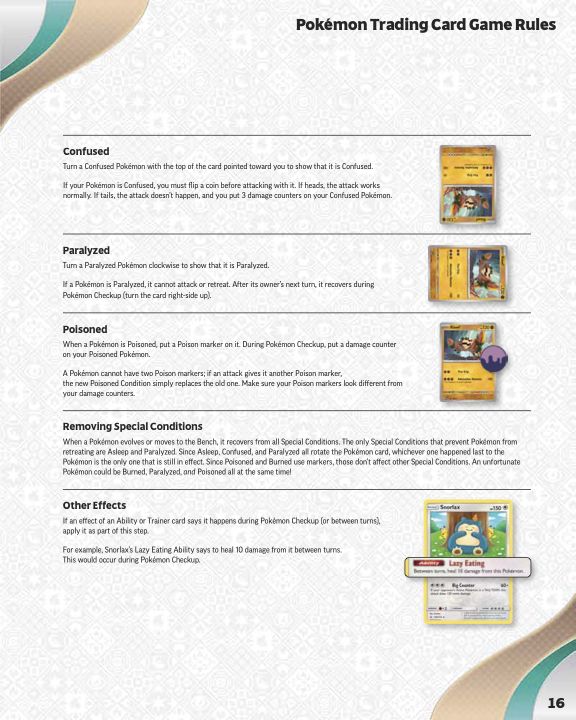 Pokémon Trading Card Game Rules
Confused
Turn a Confused Pokémon with the top of the card pointed toward you to show that it is Confused.
If your Pokémon is Confused, you must flip a coin before attacking with it. If heads, the attack works
normally. If tails, the attack doesn't happen, and you put 3 damage counters on your Confused Pokémon.
Paralyzed
Turn a Paralyzed Pokémon clockwise to show that it is Paralyzed.
If a Pokémon is Paralyzed, it cannot attack or retreat. After its owner's next turn, it recovers during
Pokémon Checkup (turn the card right-side up).
Poisoned
When a Pokémon is Poisoned, put a Poison marker on it. During Pokémon Checkup, put a damage counter
on your Poisoned Pokémon.
A Pokémon cannot have two Poison markers; if an attack gives it another Poison marker,
the new Poisoned Condition simply replaces the old one. Make sure your Poison markers look different from
your damage counters.
Removing Special Conditions
When a Pokémon evolves or moves to the Bench, it recovers from all Special Conditions. The only Special Conditions that prevent Pokémon from
retreating are Asleep and Paralyzed. Since Asleep, Confused, and Paralyzed all rotate the Pokémon card, whichever one happened last to the
Pokémon is the only one that is still in effect. Since Poisoned and Burned use markers, those don't affect other Special Conditions. An unfortunate
Pokémon could be Burned, Paralyzed, and Poisoned all at the same time!
Other Effects
If an effect of an Ability or Trainer card says it happens during Pokémon Checkup (or between turns),
apply it as part of this step.
For example, Snorlax's Lazy Eating Ability says to heal 10 damage from it between turns.
This would occur during Pokémon Checkup.
Snorlax 150
Ability Lazy Eating
Between turns, heal 10 damage from this Pokémon.
Big Counter 60+
16